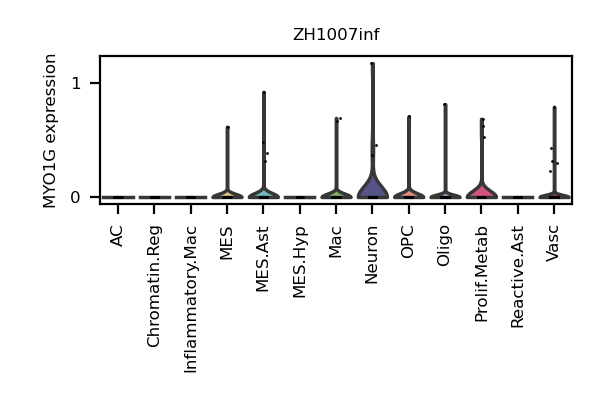 ZH1007inf
MYO1G expression
1
0
AC
Chromatin.Reg
Inflammatory.Mac
MES
MES.Ast
MES.Hyp
Mac
Neuron
OPC
Oligo
Prolif.Metab
Reactive.Ast
Vasc